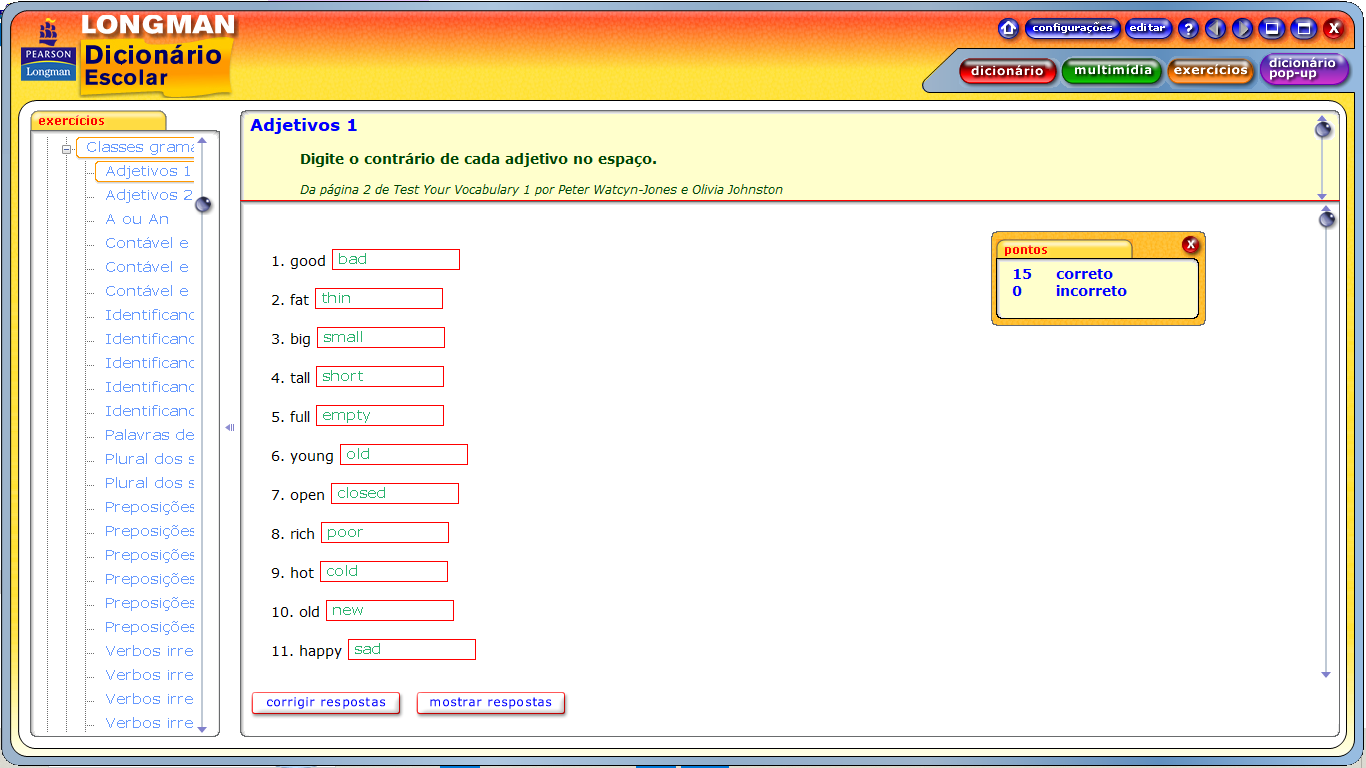 PEARSON
Longman
LONGMAN
Dicionário
Escolar
configurações
editar
?
X
dicionário
multimídia
exercícios
dicionário
pop-up
exercícios
Classes grama
Adjetivos 1
Adjetivos 2
A ou An
Contável e
Contável e
Contável e
Identificanc
Identificanc
Identificanc
Identificanc
Identificanc
Palavras de
Plural dos s
Plural dos s
Preposições
Preposições
Preposições
Preposições
Preposições
Preposições
Verbos irre
Verbos irre
Verbos irre
Verbos irre
Adjetivos 1
Digite o contrário de cada adjetivo no espaço.
Da página 2 de Test Your Vocabulary 1 por Peter Watcyn-Jones e Olivia Johnston
1. good bad
2. fat thin
3. big small
4. tall short
5. full empty
6. young old
7. open closed
8. rich poor
9. hot cold
10. old new
11. happy sad
pontos
X
15 correto
0 incorreto
corrigir respostas
mostrar respostas